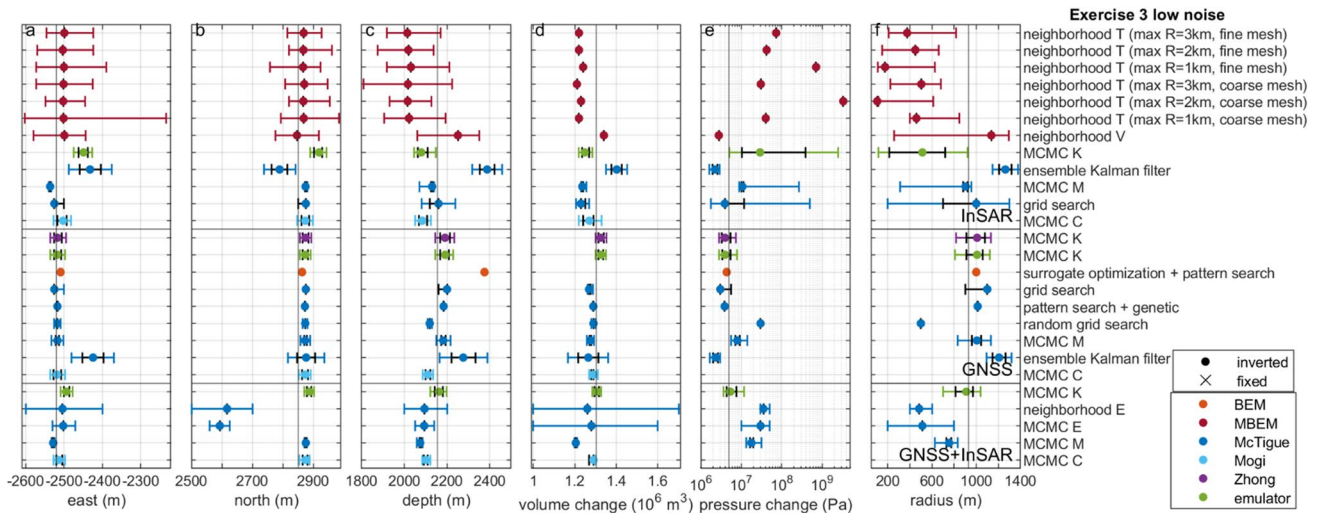 Exercise 3 low noise
a
b
c
d
e
f
neighborhood T (max R=3km, fine mesh)
neighborhood T (max R=2km, fine mesh)
neighborhood T (max R=1km, fine mesh)
neighborhood T (max R=3km, coarse mesh)
neighborhood T (max R=2km, coarse mesh)
neighborhood T (max R=1km, coarse mesh)
neighborhood V
MCMC K
ensemble Kalman filter
MCMC M
grid search
InSAR
MCMC C
MCMC K
MCMC K
surrogate optimization + pattern search
grid search
pattern search + genetic
random grid search
MCMC M
ensemble Kalman filter
GNSS
MCMC C
MCMC K
neighborhood E
MCMC E
MCMC M
GNSS+InSAR
MCMC C
inverted
fixed
BEM
MBEM
McTigue
Mogi
Zhong
emulator
-2600 -2500 -2400 -2300
east (m)
2500 2700 2900
north (m)
2000 2200 2400
depth (m)
1 1.2 1.4 1.6
volume change (10⁶ m³)
10⁶ 10⁷ 10⁸ 10⁹
pressure change (Pa)
200 600 1000 1400
radius (m)